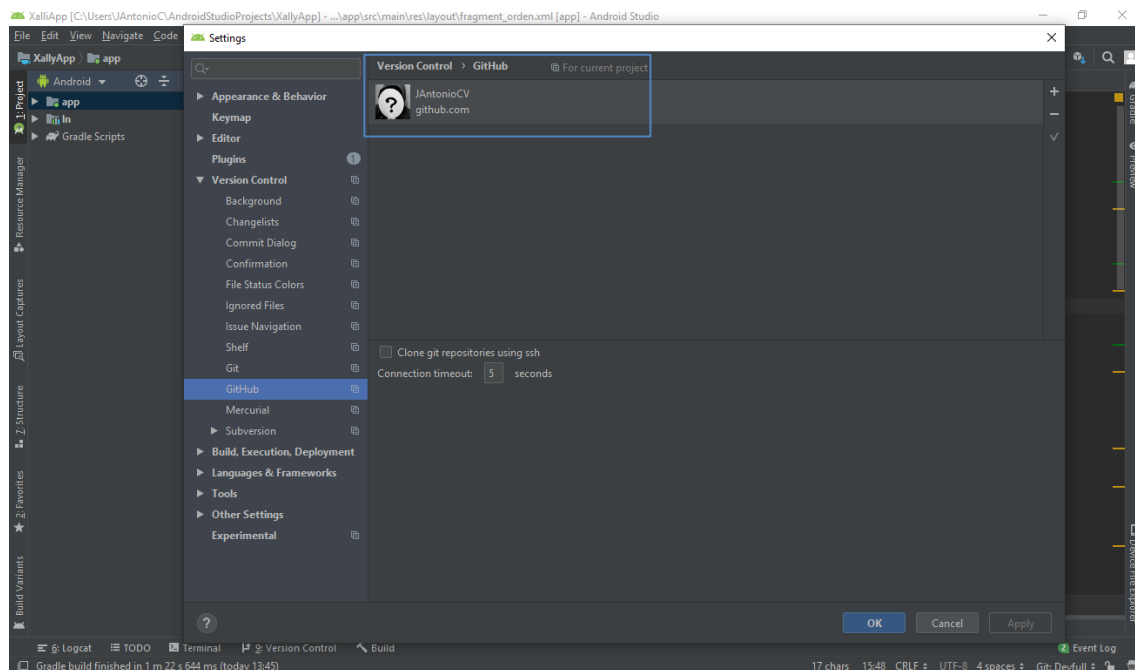 XalliApp [C:\Users\JAntonioC\AndroidStudioProjects\XallyApp] - ...\app\src\main\res\layout\fragment_orden.xml [app] - Android Studio
File Edit View Navigate Code
Settings
XallyApp app
Android
app
ln
Gradle Scripts
1: Project
Resource Manager
Layout Captures
7: Structure
2: Favorites
Build Variants
Appearance & Behavior
Keymap
Editor
Plugins 1
Version Control
Background
Changelists
Commit Dialog
Confirmation
File Status Colors
Ignored Files
Issue Navigation
Shelf
Git
GitHub
Mercurial
Subversion
Build, Execution, Deployment
Languages & Frameworks
Tools
Other Settings
Experimental
Version Control › GitHub For current project
JAntonioCV
github.com
Clone git repositories using ssh
Connection timeout: 5 seconds
?
OK Cancel Apply
Gradle
Preview
Device File Explorer
6: Logcat TODO Terminal 9: Version Control Build 2 Event Log
Gradle build finished in 1 m 22 s 644 ms (today 13:45) 17 chars 15:48 CRLF UTF-8 4 spaces Git: Devfull